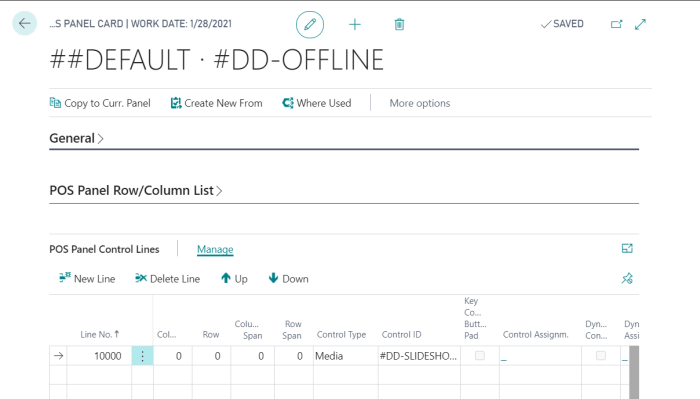 ...S PANEL CARD | WORK DATE: 1/28/2021
SAVED
##DEFAULT · #DD-OFFLINE
Copy to Curr. Panel Create New From Where Used More options
General
POS Panel Row/Column List
POS Panel Control Lines Manage
New Line Delete Line Up Down
Line No. ↑ Col... Row Colu... Span Row Span Control Type Control ID Key Co... Butt... Pad Control Assignm. Dyn... Con... Dyn Assi
10000 0 0 0 0 Media #DD-SLIDESHO... _ _